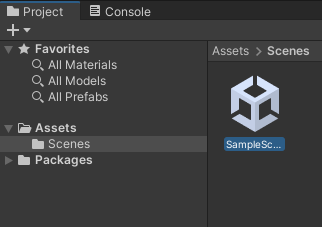 Project
Console
Favorites
All Materials
All Models
All Prefabs
Assets
Scenes
Packages
Assets > Scenes
SampleSc...